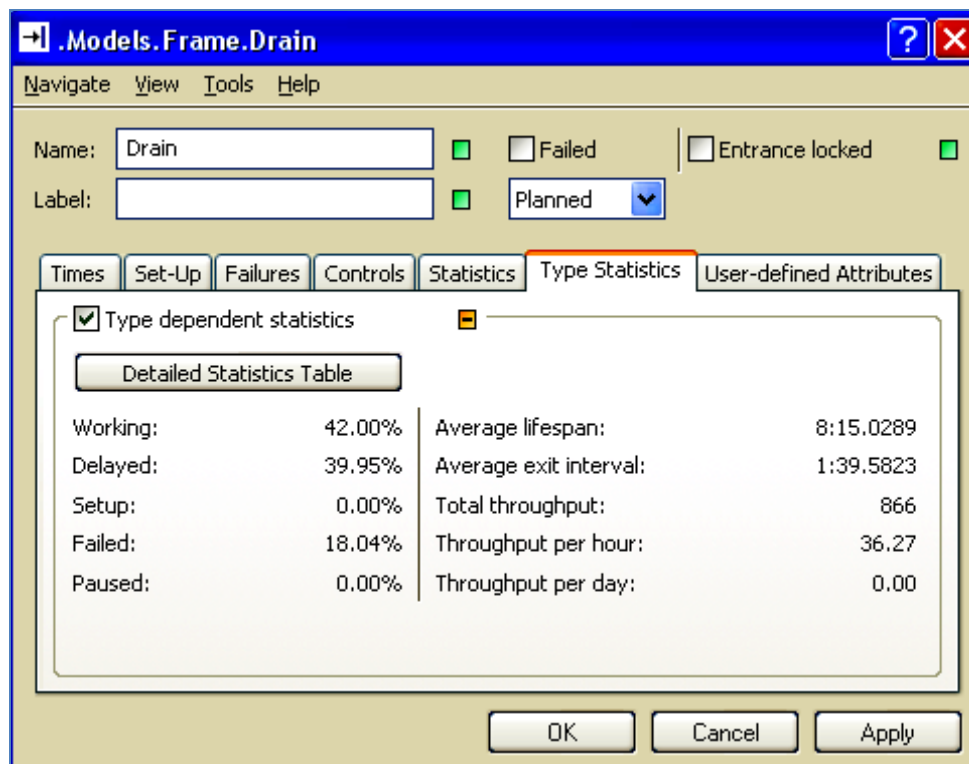 .Models.Frame.Drain
Navigate View Tools Help
Name: Drain Failed Entrance locked
Label: Planned
Times Set-Up Failures Controls Statistics Type Statistics User-defined Attributes
Type dependent statistics
Detailed Statistics Table
Working: 42.00% Average lifespan: 8:15.0289
Delayed: 39.95% Average exit interval: 1:39.5823
Setup: 0.00% Total throughput: 866
Failed: 18.04% Throughput per hour: 36.27
Paused: 0.00% Throughput per day: 0.00
OK Cancel Apply